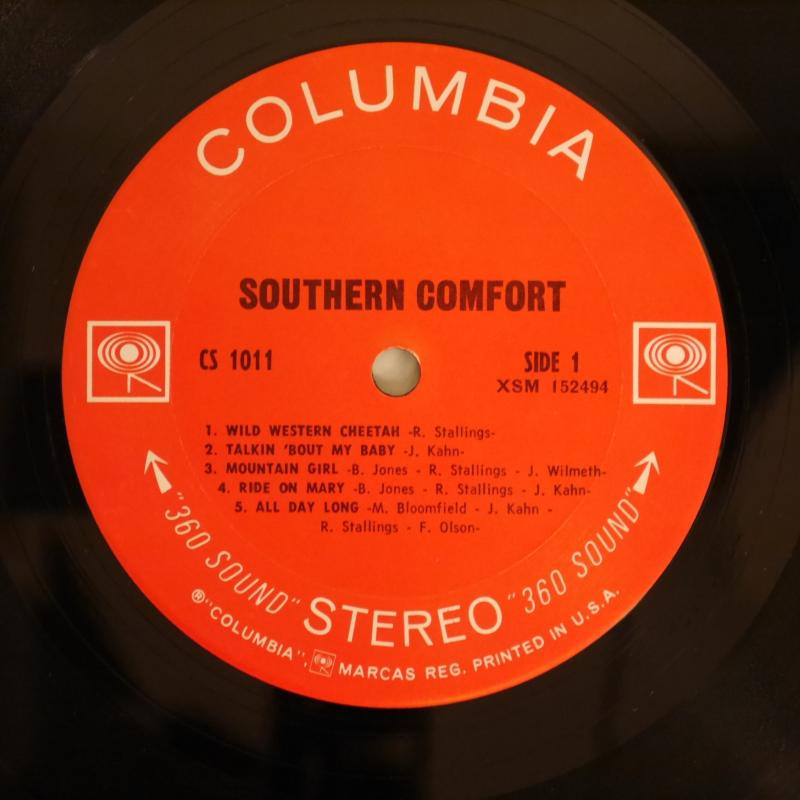 COLUMBIA
SOUTHERN COMFORT
CS 1011
SIDE 1
XSM 152494
1. WILD WESTERN CHEETAH -R. Stallings-
2. TALKIN 'BOUT MY BABY -J. Kahn-
3. MOUNTAIN GIRL -B. Jones - R. Stallings - J. Wilmeth-
4. RIDE ON MARY -B. Jones - R. Stallings - J. Kahn-
5. ALL DAY LONG -M. Bloomfield - J. Kahn -
R. Stallings - F. Olson-
"360 SOUND" STEREO "360 SOUND"
®"COLUMBIA", MARCAS REG. PRINTED IN U.S.A.